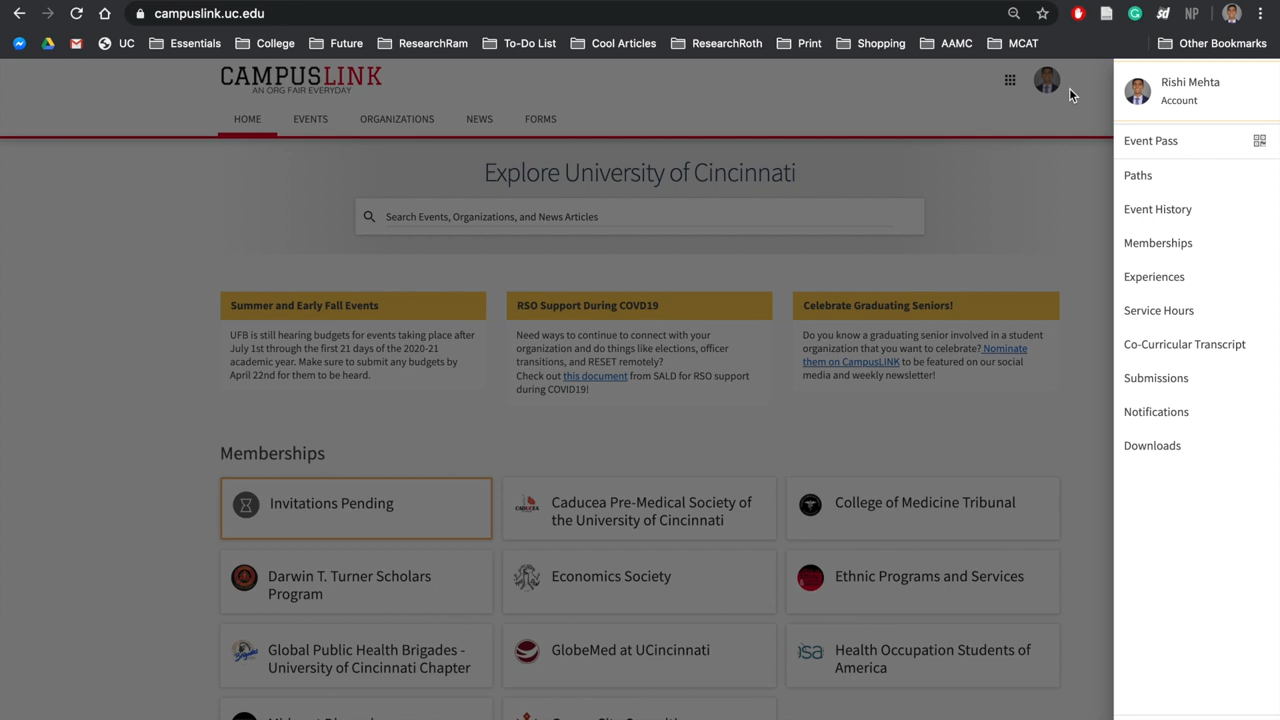 campuslink.uc.edu
UC
Essentials
College
Future
ResearchRam
To-Do List
Cool Articles
ResearchRoth
Print
Shopping
AAMC
MCAT
Other Bookmarks
CAMPUSLINK
AN ORG FAIR EVERYDAY
HOME
EVENTS
ORGANIZATIONS
NEWS
FORMS
Explore University of Cincinnati
Search Events, Organizations, and News Articles
Summer and Early Fall Events
UFB is still hearing budgets for events taking place after
July 1st through the first 21 days of the 2020-21
academic year. Make sure to submit any budgets by
April 22nd for them to be heard.
RSO Support During COVD19
Need ways to continue to connect with your
organization and do things like elections, officer
transitions, and RESET remotely?
Check out this document from SALD for RSO support
during COVID19!
Celebrate Graduating Seniors!
Do you know a graduating senior involved in a student
organization that you want to celebrate? Nominate
them on CampusLINK to be featured on our social
media and weekly newsletter!
Memberships
Invitations Pending
Caducea Pre-Medical Society of
the University of Cincinnati
College of Medicine Tribunal
Darwin T. Turner Scholars
Program
Economics Society
Ethnic Programs and Services
Global Public Health Brigades -
University of Cincinnati Chapter
GlobeMed at UCincinnati
Health Occupation Students of
America
Rishi Mehta
Account
Event Pass
Paths
Event History
Memberships
Experiences
Service Hours
Co-Curricular Transcript
Submissions
Notifications
Downloads